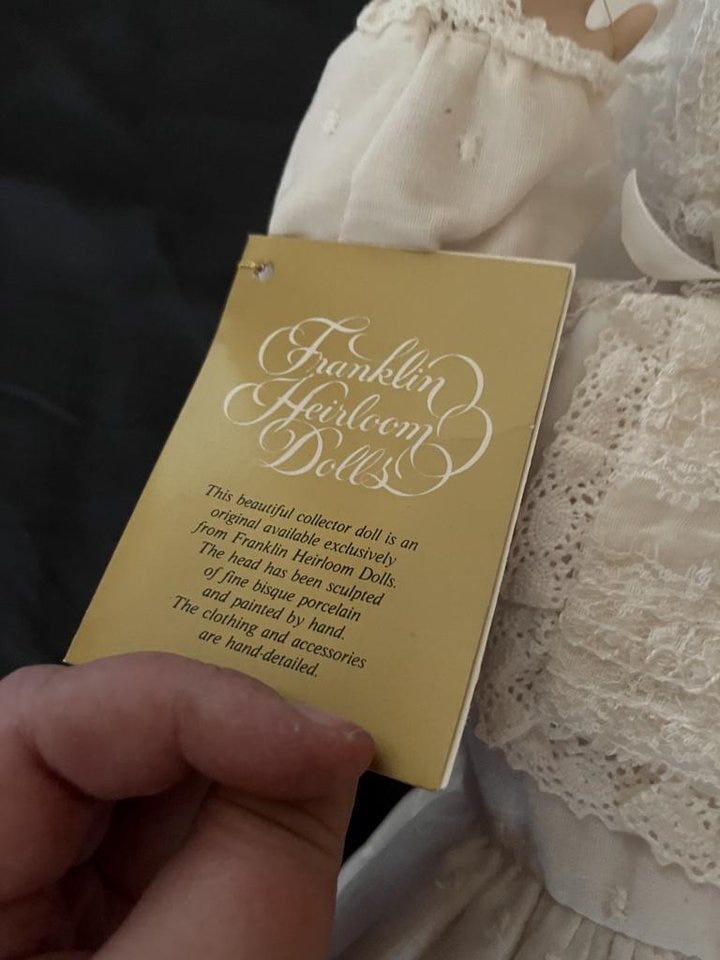 Franklin
Heirloom
Dolls
This beautiful collector doll is an
original available exclusively
from Franklin Heirloom Dolls.
The head has been sculpted
of fine bisque porcelain
and painted by hand.
The clothing and accessories
are hand-detailed.